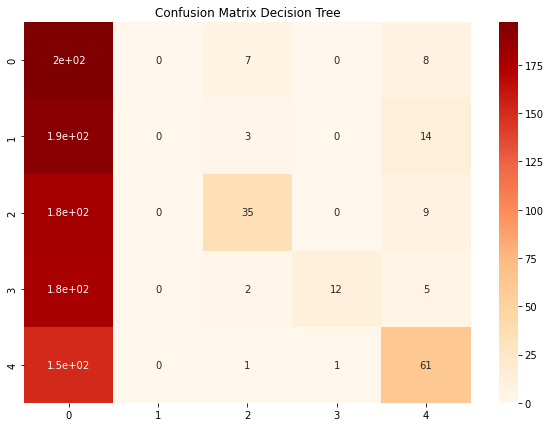 Confusion Matrix Decision Tree
0 2e+02 0 7 0 8
1 1.9e+02 0 3 0 14
2 1.8e+02 0 35 0 9
3 1.8e+02 0 2 12 5
4 1.5e+02 0 1 1 61
0 1 2 3 4
175
150
125
100
75
50
25
0